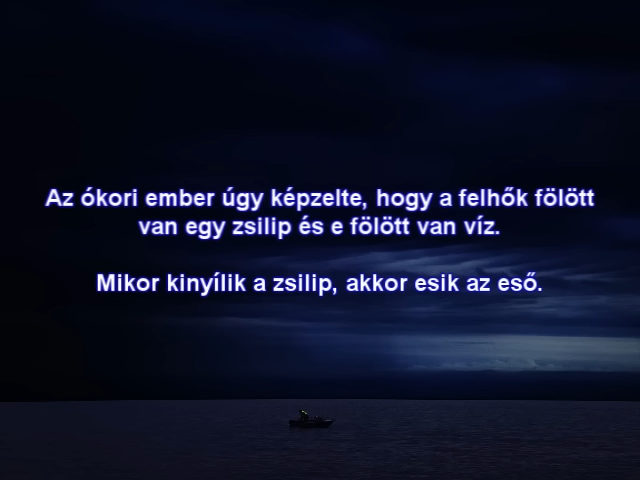 Az ókori ember úgy képzelte, hogy a felhők fölött
van egy zsilip és e fölött van víz.
Mikor kinyílik a zsilip, akkor esik az eső.